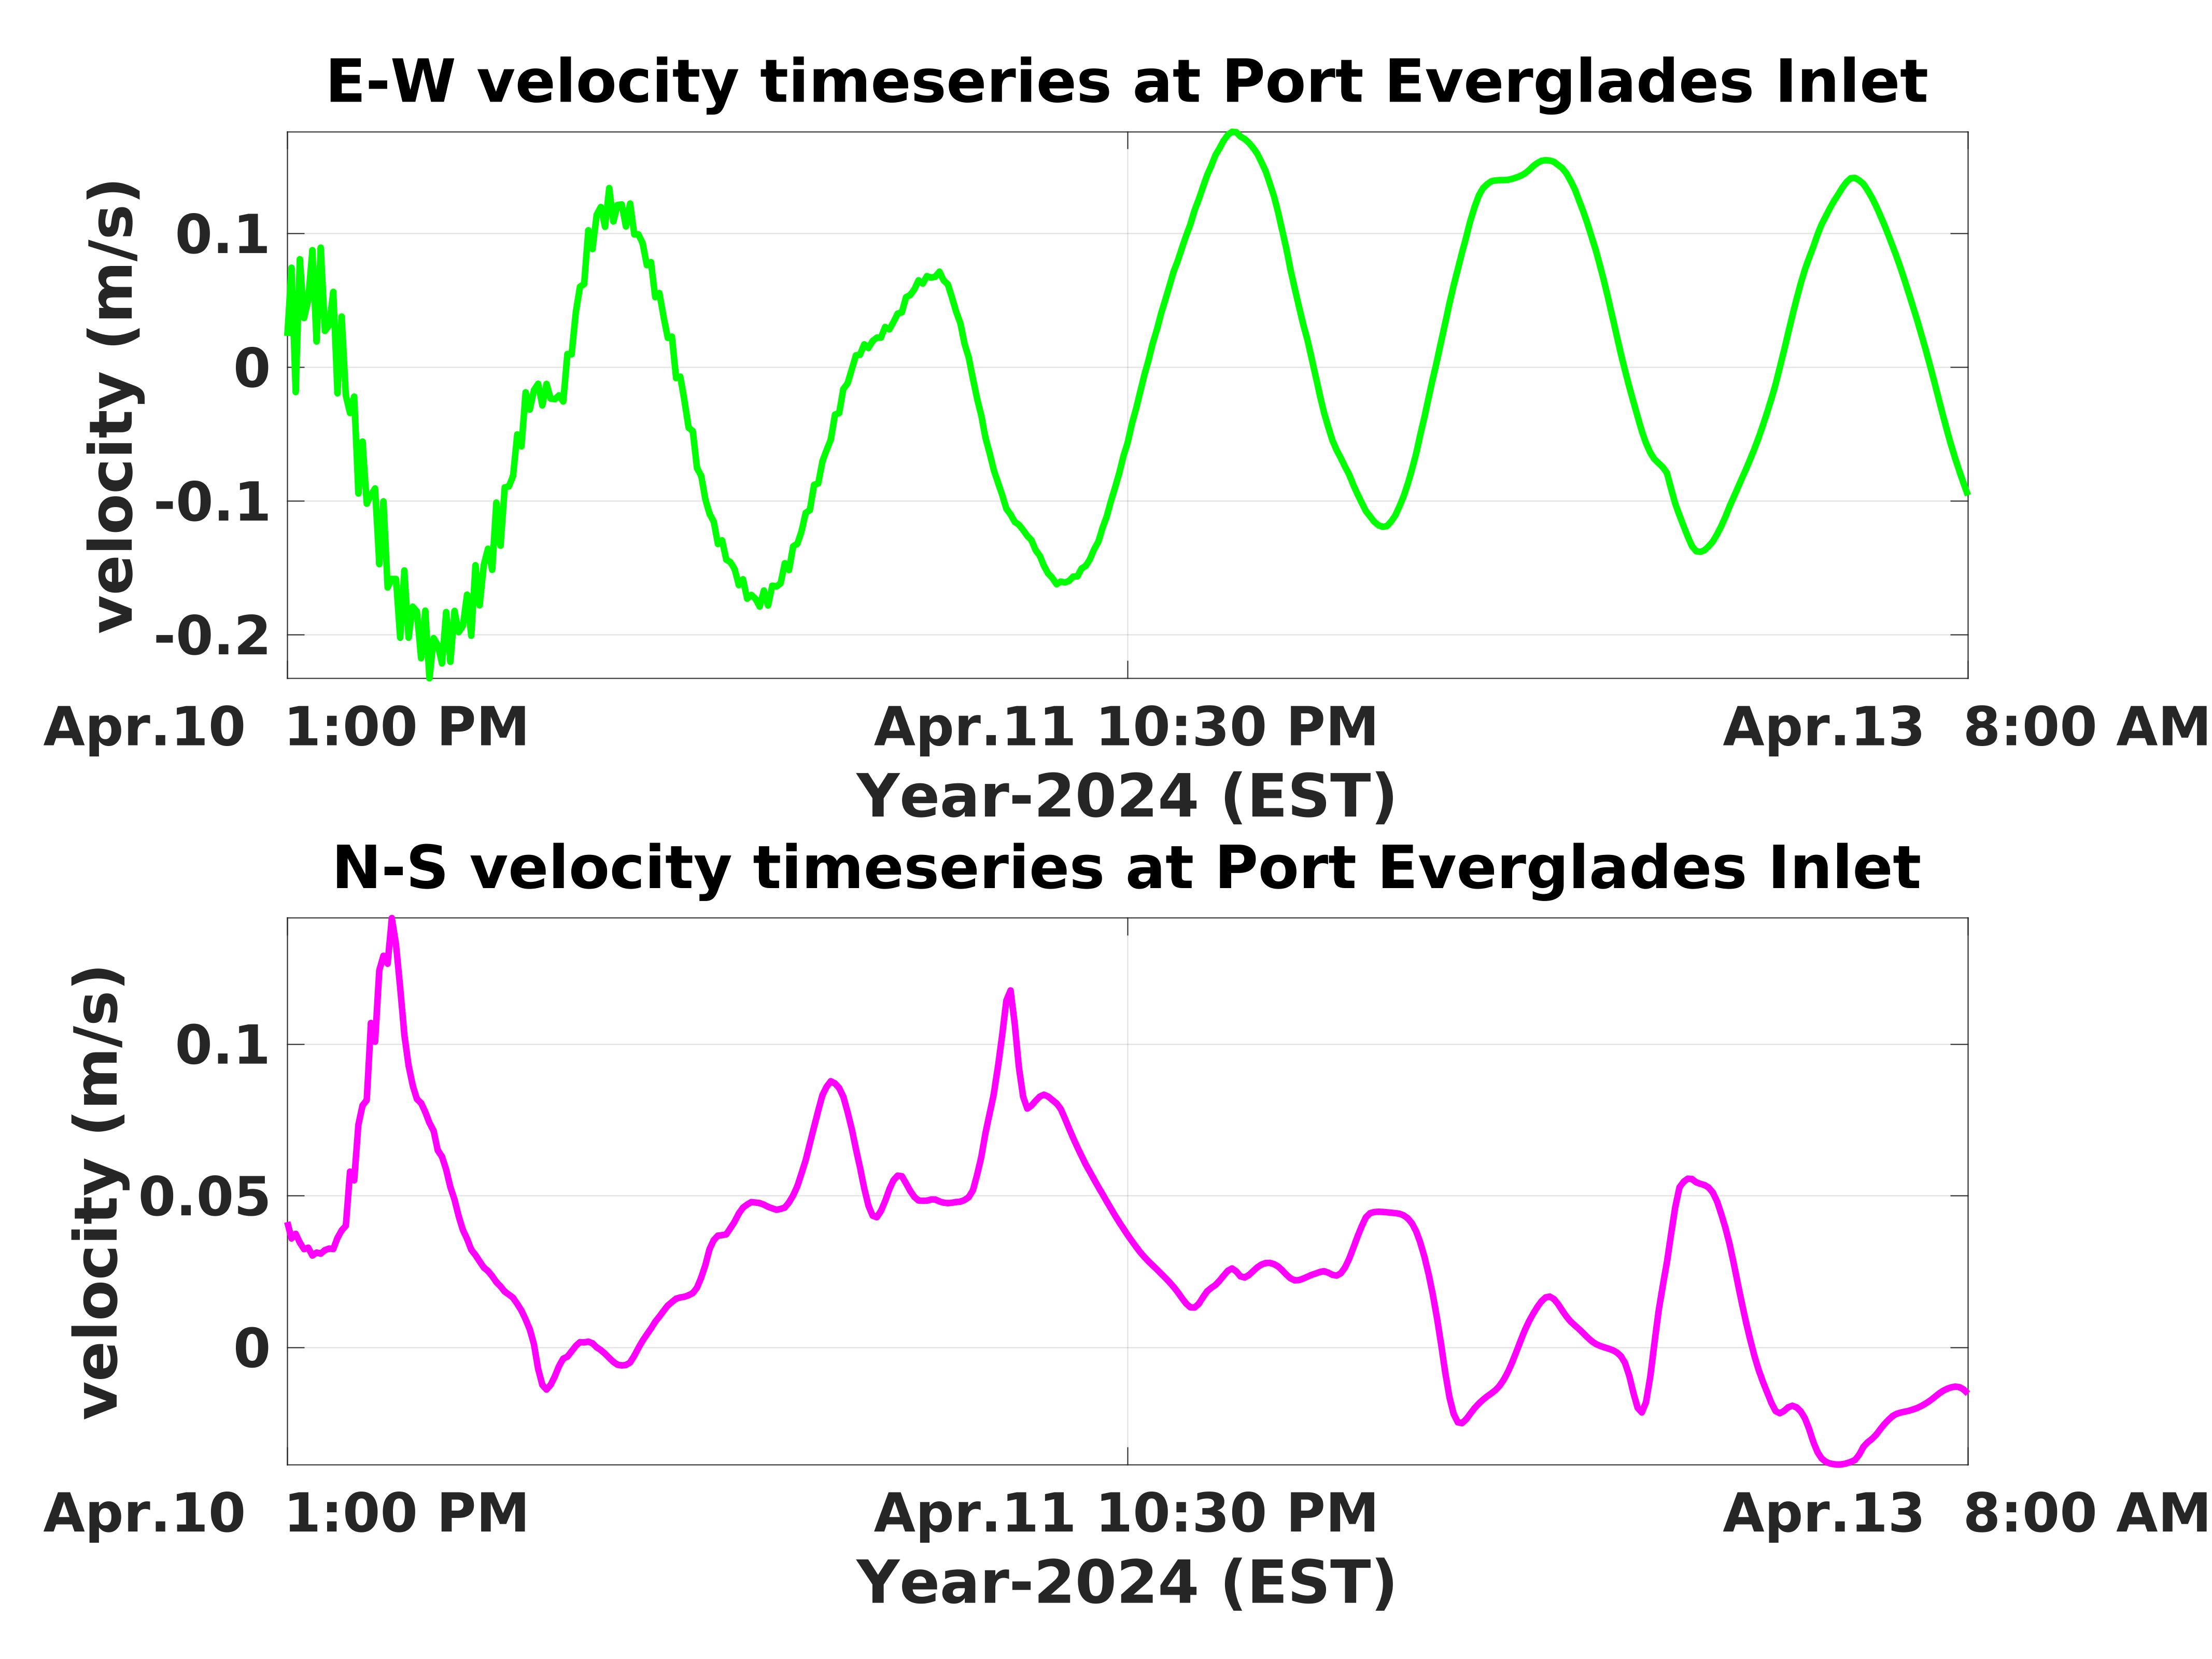 E-W velocity timeseries at Port Everglades Inlet
velocity (m/s)
0.1
0
-0.1
-0.2
Apr.10  1:00 PM
Apr.11 10:30 PM
Apr.13  8:00 AM
Year-2024 (EST)
N-S velocity timeseries at Port Everglades Inlet
velocity (m/s)
0.1
0.05
0
Apr.10  1:00 PM
Apr.11 10:30 PM
Apr.13  8:00 AM
Year-2024 (EST)